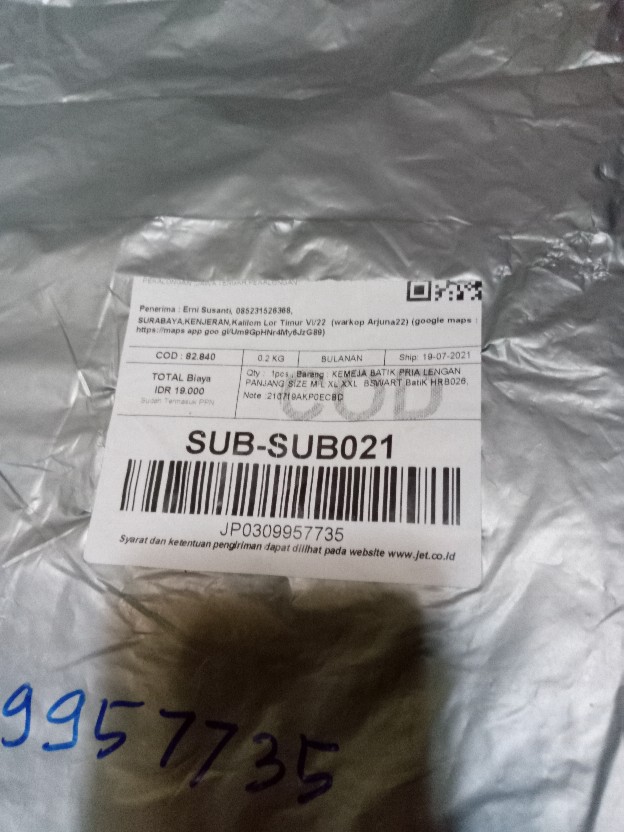 Penerima : Erni Susanti, 085231526368,
SURABAYA,KENJERAN,Kalilom Lor Timur VI/22 (warkop Arjuna22) (google maps :
https://maps app goo gl/Um9GpHNr4My6JzG89)
COD : 82.840 0.2 KG BULANAN Ship: 19-07-2021
TOTAL Biaya
IDR 19.000
Sudah Termasuk PPN
Qty : 1pcs , Barang : KEMEJA BATIK PRIA LENGAN
PANJANG SIZE M L XL XXL BSMART Batik HRB026,
Note :210719AKP0ECBC
COD
SUB-SUB021
JP0309957735
Syarat dan ketentuan pengiriman dapat dilihat pada website www.jet.co.id
9957735